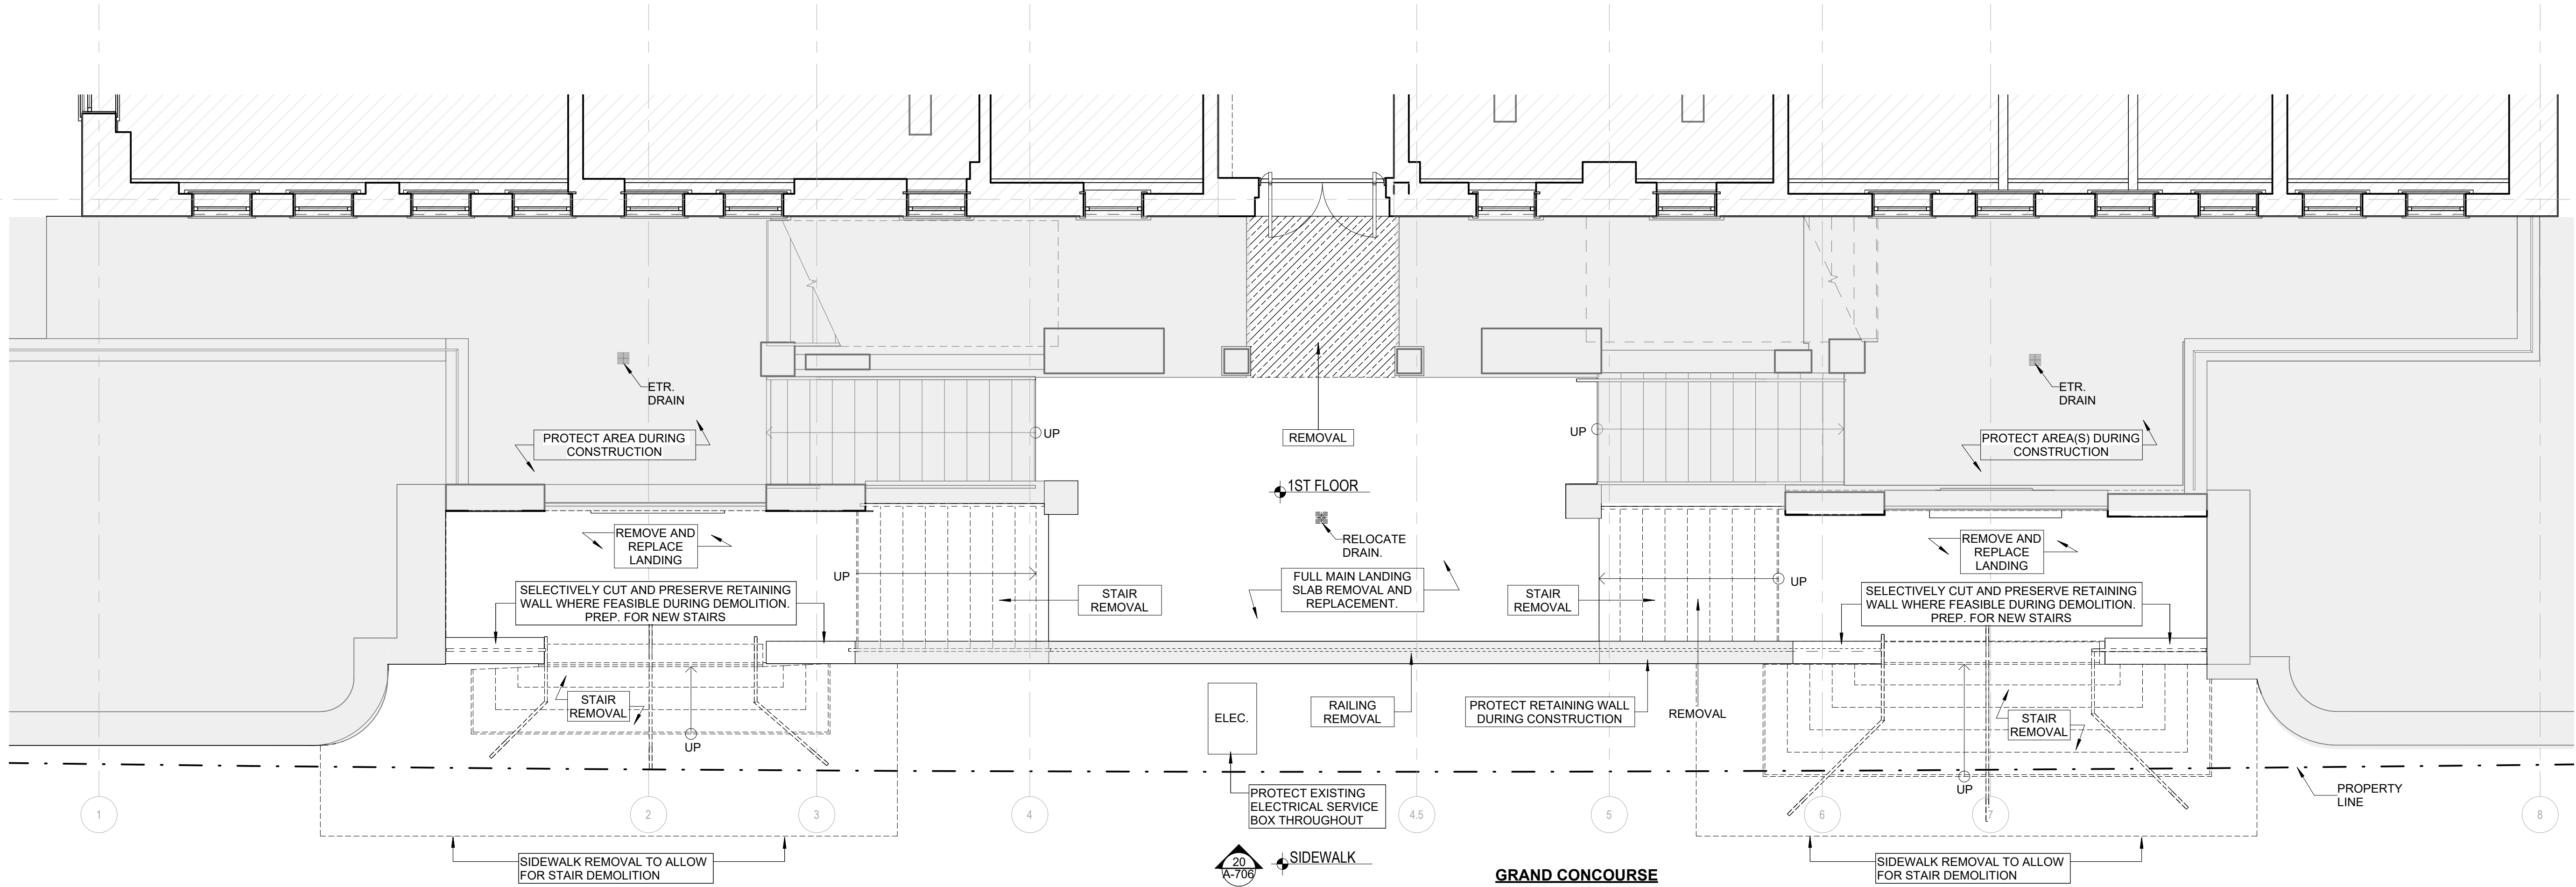 ETR.
DRAIN
ETR.
DRAIN
PROTECT AREA DURING
CONSTRUCTION
UP
REMOVAL
UP
PROTECT AREA(S) DURING
CONSTRUCTION
1ST FLOOR
RELOCATE
DRAIN.
REMOVE AND
REPLACE
LANDING
REMOVE AND
REPLACE
LANDING
UP
FULL MAIN LANDING
SLAB REMOVAL AND
REPLACEMENT.
UP
SELECTIVELY CUT AND PRESERVE RETAINING
WALL WHERE FEASIBLE DURING DEMOLITION.
PREP. FOR NEW STAIRS
STAIR
REMOVAL
STAIR
REMOVAL
SELECTIVELY CUT AND PRESERVE RETAINING
WALL WHERE FEASIBLE DURING DEMOLITION.
PREP. FOR NEW STAIRS
STAIR
REMOVAL
UP
ELEC.
RAILING
REMOVAL
PROTECT RETAINING WALL
DURING CONSTRUCTION
REMOVAL
STAIR
REMOVAL
UP
PROPERTY
LINE
PROTECT EXISTING
ELECTRICAL SERVICE
BOX THROUGHOUT
1
2
3
4
4.5
5
6
7
8
SIDEWALK REMOVAL TO ALLOW
FOR STAIR DEMOLITION
20
A-706
SIDEWALK
GRAND CONCOURSE
SIDEWALK REMOVAL TO ALLOW
FOR STAIR DEMOLITION